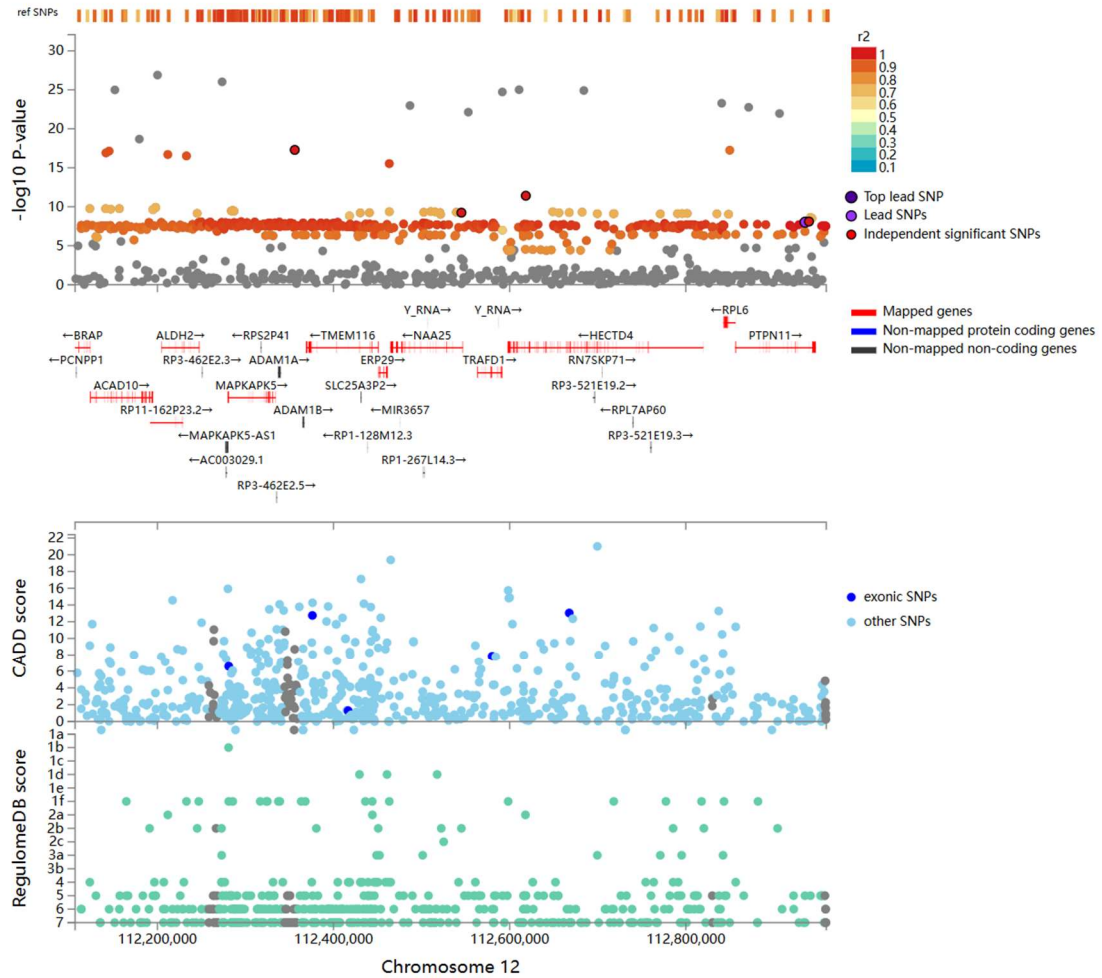 ref SNPs
r2
30
25
20
15
10
5
0
-log10 P-value
1
0.9
0.8
0.7
0.6
0.5
0.4
0.3
0.2
0.1
Top lead SNP
Lead SNPs
Independent significant SNPs
Y_RNA→ Y_RNA→ ←RPL6
←BRAP ALDH2→ ←RPS2P41 ←TMEM116 ←NAA25 ←HECTD4 PTPN11→
←PCNPP1 RP3-462E2.3→ ADAM1A→ ERP29→ TRAFD1→ RN7SKP71→
ACAD10→ MAPKAPK5→ SLC25A3P2→ RP3-521E19.2→
RP11-162P23.2→ ADAM1B→ ←MIR3657 ←RPL7AP60
←MAPKAPK5-AS1 ←RP1-128M12.3 RP3-521E19.3→
←AC003029.1 RP1-267L14.3→
RP3-462E2.5→
Mapped genes
Non-mapped protein coding genes
Non-mapped non-coding genes
22
20
18
16
14
12
10
8
6
4
2
0
CADD score
exonic SNPs
other SNPs
1a
1b
1c
1d
1e
1f
2a
2b
2c
3a
3b
4
5
6
7
RegulomeDB score
112,200,000 112,400,000 112,600,000 112,800,000
Chromosome 12